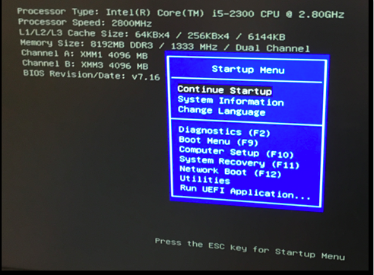 Processor Type: Intel(R) Core(TM) i5-2300 CPU @ 2.80GHz
Processor Speed: 2800MHz
L1/L2/L3 Cache Size: 64KBx4 / 256KBx4 / 6144KB
Memory Size: 8192MB DDR3 / 1333 MHz / Dual Channel
Channel A: XMM1 4096 MB
Channel B: XMM3 4096 MB
BIOS Revision/Date: v7.16
Startup Menu
Continue Startup
System Information
Change Language
Diagnostics (F2)
Boot Menu (F9)
Computer Setup (F10)
System Recovery (F11)
Network Boot (F12)
Utilities
Run UEFI Application...
Press the ESC key for Startup Menu